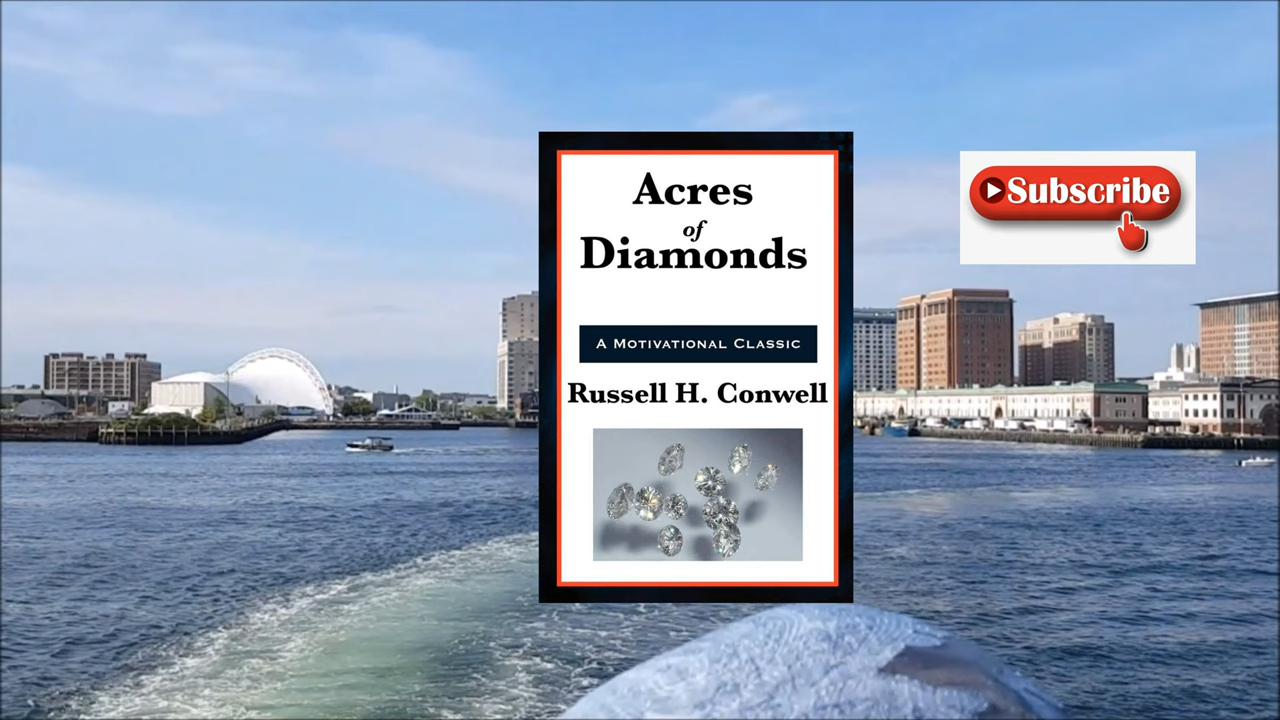 Acres
of
Diamonds
A Motivational Classic
Russell H. Conwell
Subscribe